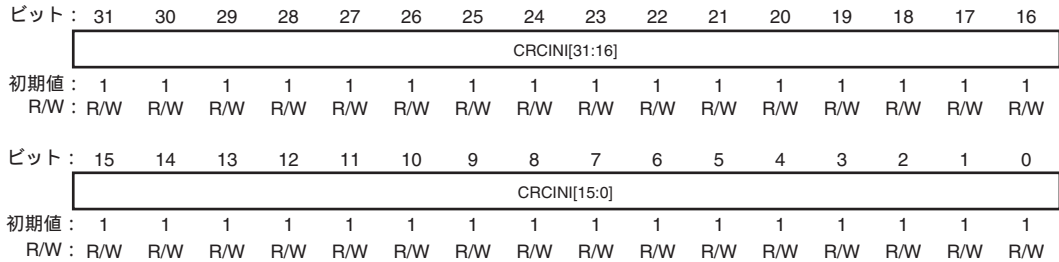 ビット： 31 30 29 28 27 26 25 24 23 22 21 20 19 18 17 16
CRCINI[31:16]
初期値： 1 1 1 1 1 1 1 1 1 1 1 1 1 1 1 1
R/W： R/W R/W R/W R/W R/W R/W R/W R/W R/W R/W R/W R/W R/W R/W R/W R/W
ビット： 15 14 13 12 11 10 9 8 7 6 5 4 3 2 1 0
CRCINI[15:0]
初期値： 1 1 1 1 1 1 1 1 1 1 1 1 1 1 1 1
R/W： R/W R/W R/W R/W R/W R/W R/W R/W R/W R/W R/W R/W R/W R/W R/W R/W